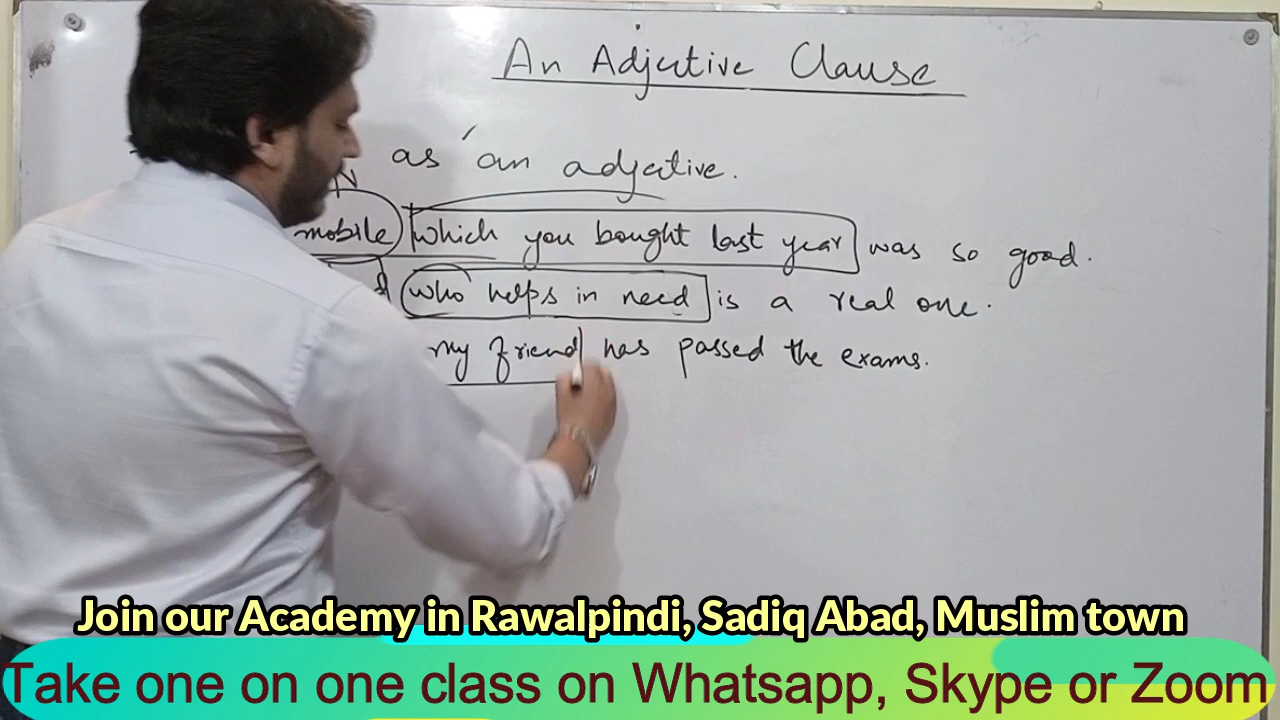 An Adjective Clause
as an adjective.
N
mobile which you bought last year was so good.
who helps in need is a real one.
my friend has passed the exams.
Join our Academy in Rawalpindi, Sadiq Abad, Muslim town
Take one on one class on Whatsapp, Skype or Zoom